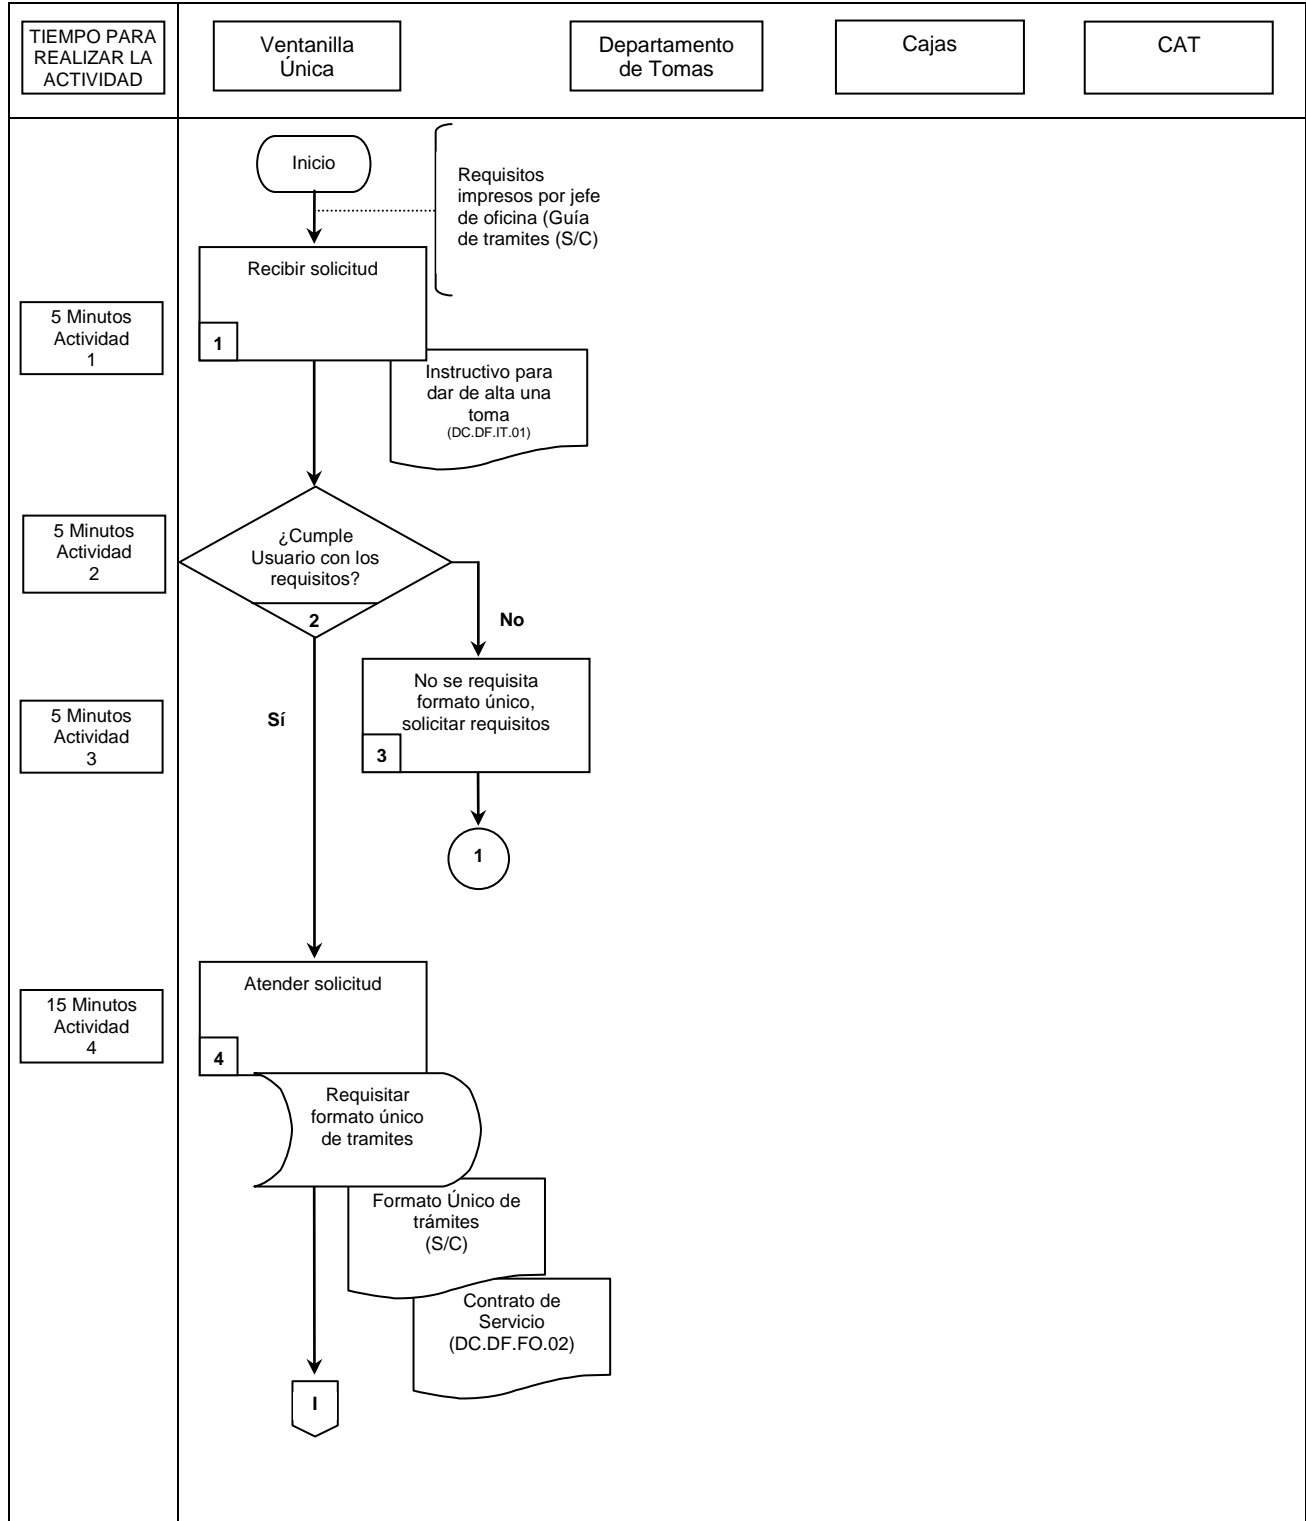 TIEMPO PARA
REALIZAR LA
ACTIVIDAD
Ventanilla
Única
Departamento
de Tomas
Cajas
CAT
Inicio
Requisitos
impresos por jefe
de oficina (Guía
de tramites (S/C)
Recibir solicitud
1
5 Minutos
Actividad
1
Instructivo para
dar de alta una
toma
(DC.DF.IT.01)
5 Minutos
Actividad
2
¿Cumple
Usuario con los
requisitos?
2
No
Sí
5 Minutos
Actividad
3
No se requisita
formato único,
solicitar requisitos
3
1
15 Minutos
Actividad
4
Atender solicitud
4
Requisitar
formato único
de tramites
Formato Único de
trámites
(S/C)
Contrato de
Servicio
(DC.DF.FO.02)
I